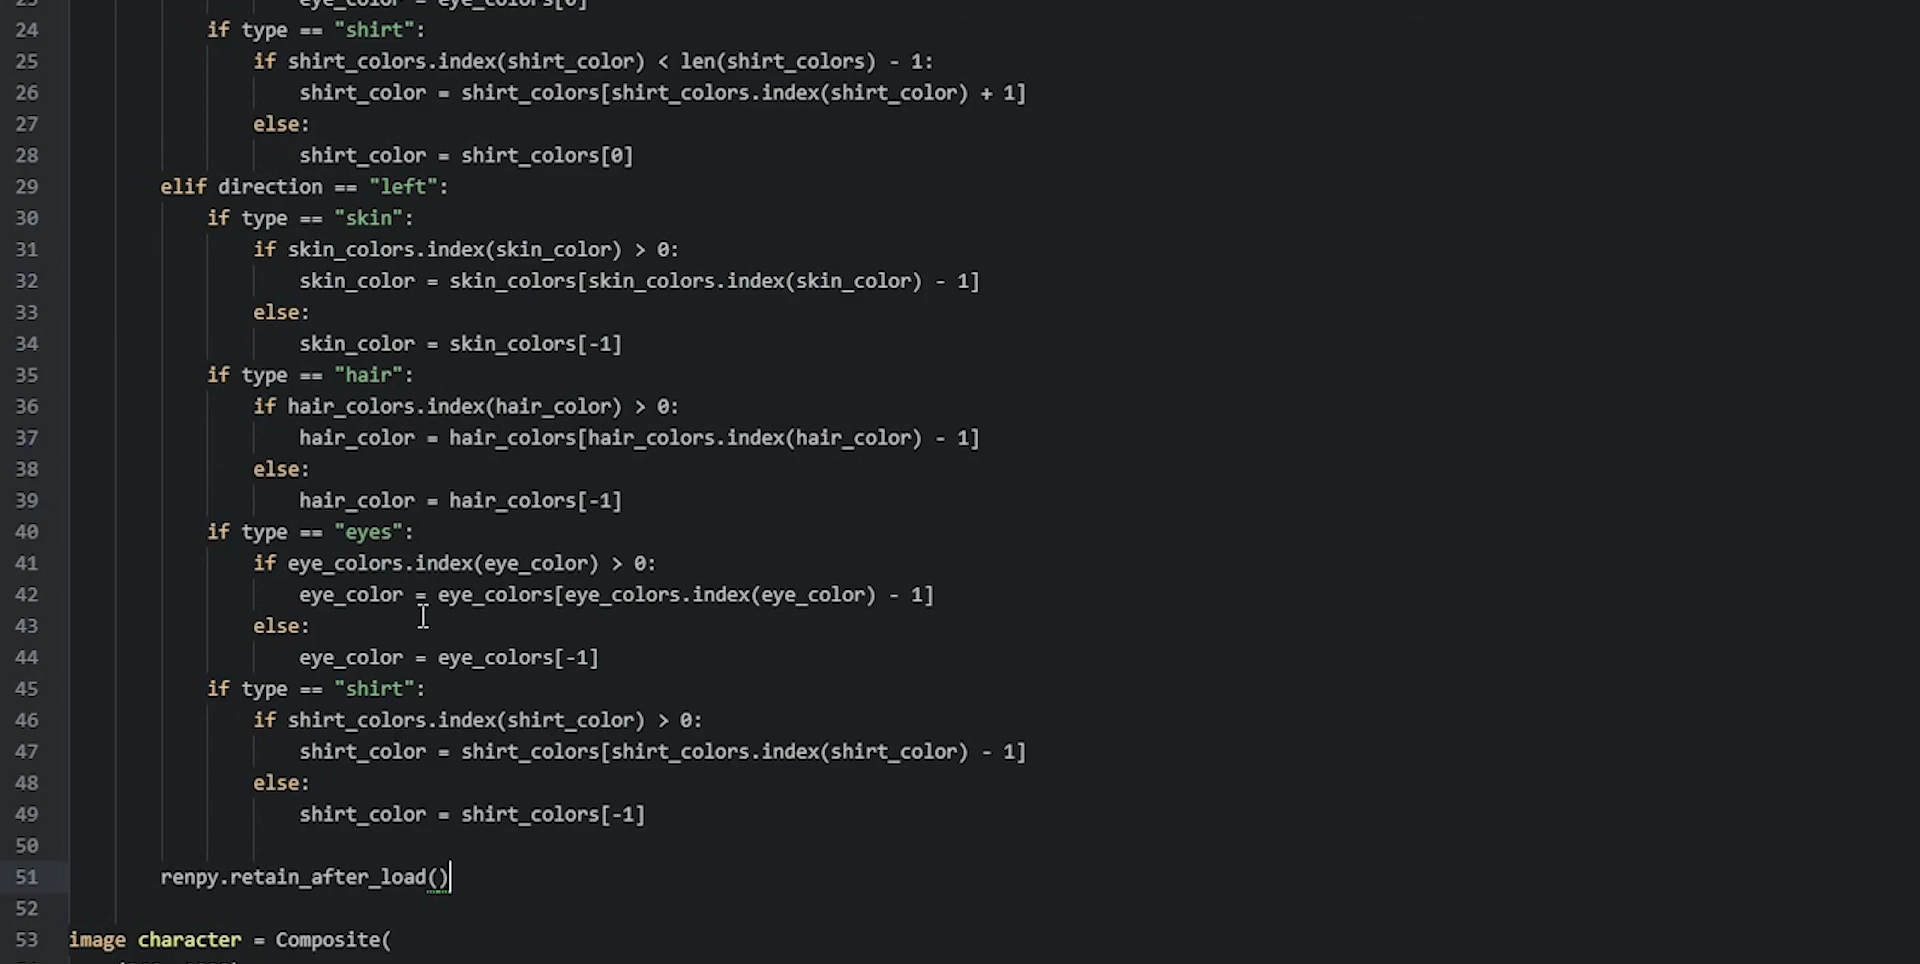 23 eye_color = eye_colors[0]
24 if type == "shirt":
25 if shirt_colors.index(shirt_color) < len(shirt_colors) - 1:
26 shirt_color = shirt_colors[shirt_colors.index(shirt_color) + 1]
27 else:
28 shirt_color = shirt_colors[0]
29 elif direction == "left":
30 if type == "skin":
31 if skin_colors.index(skin_color) > 0:
32 skin_color = skin_colors[skin_colors.index(skin_color) - 1]
33 else:
34 skin_color = skin_colors[-1]
35 if type == "hair":
36 if hair_colors.index(hair_color) > 0:
37 hair_color = hair_colors[hair_colors.index(hair_color) - 1]
38 else:
39 hair_color = hair_colors[-1]
40 if type == "eyes":
41 if eye_colors.index(eye_color) > 0:
42 eye_color = eye_colors[eye_colors.index(eye_color) - 1]
43 else:
44 eye_color = eye_colors[-1]
45 if type == "shirt":
46 if shirt_colors.index(shirt_color) > 0:
47 shirt_color = shirt_colors[shirt_colors.index(shirt_color) - 1]
48 else:
49 shirt_color = shirt_colors[-1]
50
51 renpy.retain_after_load()
52
53 image character = Composite(